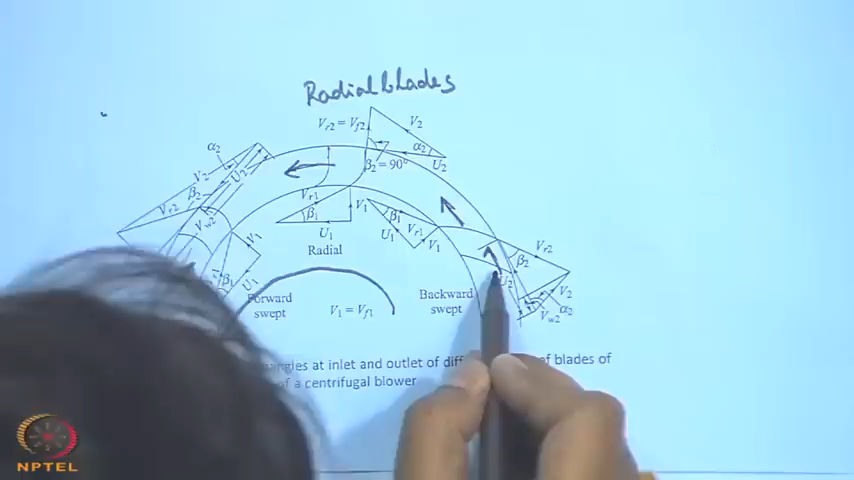 Radial blades
V_r2 = V_f2
V_2
α_2
U_2
β_2 = 90°
α_2
V_2
U_2
β_2
V_r2
V_w2
V_1
β_1
U_1
V_r1
β_1
V_1
U_1
Radial
β_1
V_r1
U_1
V_1
V_r2
β_2
U_2
V_2
α_2
V_w2
Forward
swept
V_1 = V_f1
Backward
swept
angles at inlet and outlet of of blades of
of a centrifugal blower
NPTEL